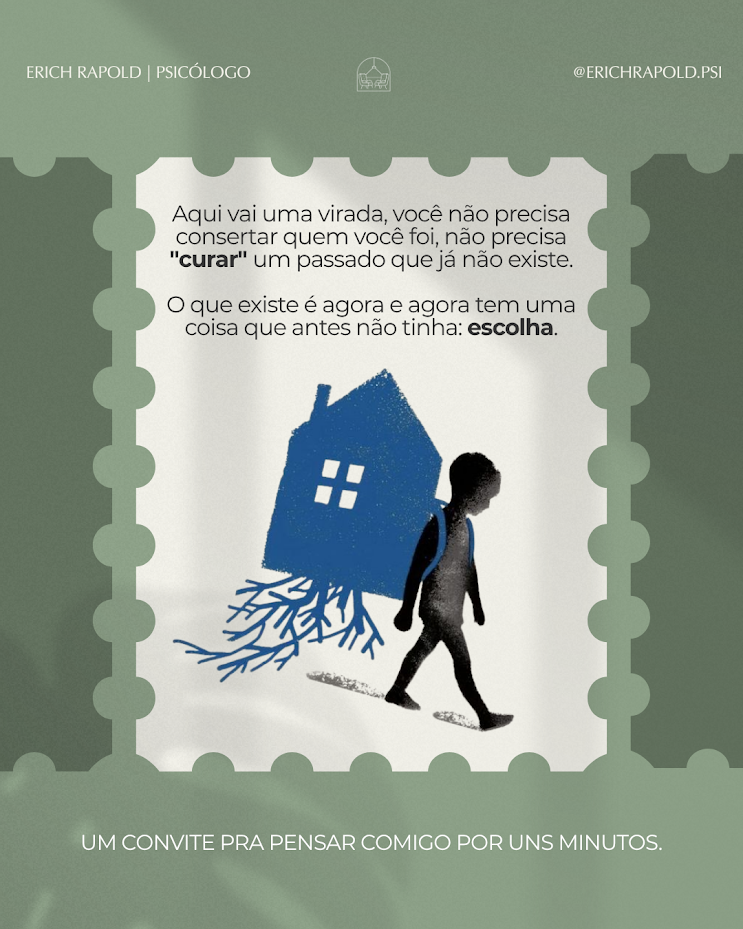 ERICH RAPOLD | PSICÓLOGO
@ERICHRAPOLD.PSI
Aqui vai uma virada, você não precisa
consertar quem você foi, não precisa
"curar" um passado que já não existe.
O que existe é agora e agora tem uma
coisa que antes não tinha: escolha.
UM CONVITE PRA PENSAR COMIGO POR UNS MINUTOS.